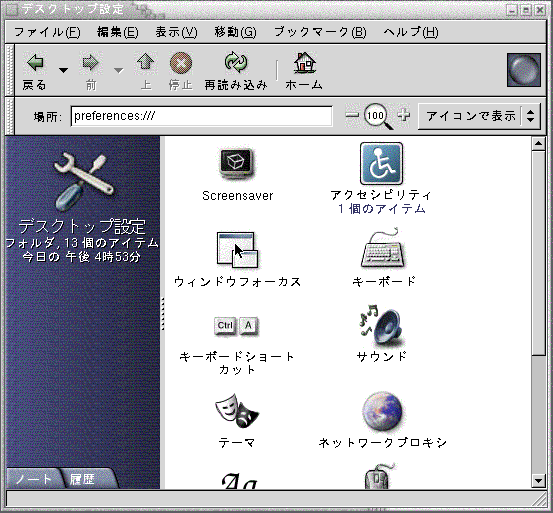 デスクトップ設定
ファイル(F) 編集(E) 表示(V) 移動(G) ブックマーク(B) ヘルプ(H)
戻る 前 上 停止 再読み込み ホーム
場所: preferences:/// 100 アイコンで表示
デスクトップ設定
フォルダ, 13 個のアイテム
今日の 午後 4時53分
Screensaver
アクセシビリティ
1 個のアイテム
ウィンドウフォーカス
キーボード
Ctrl A
キーボードショート
カット
サウンド
テーマ
ネットワークプロキシ
Aa
ノート 履歴